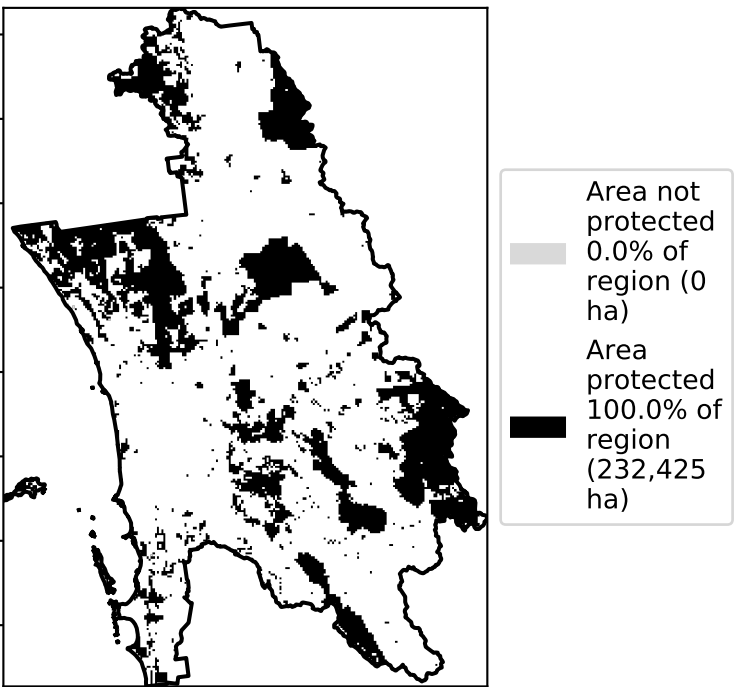 Area not
protected
0.0% of
region (0
ha)
Area
protected
100.0% of
region
(232,425
ha)